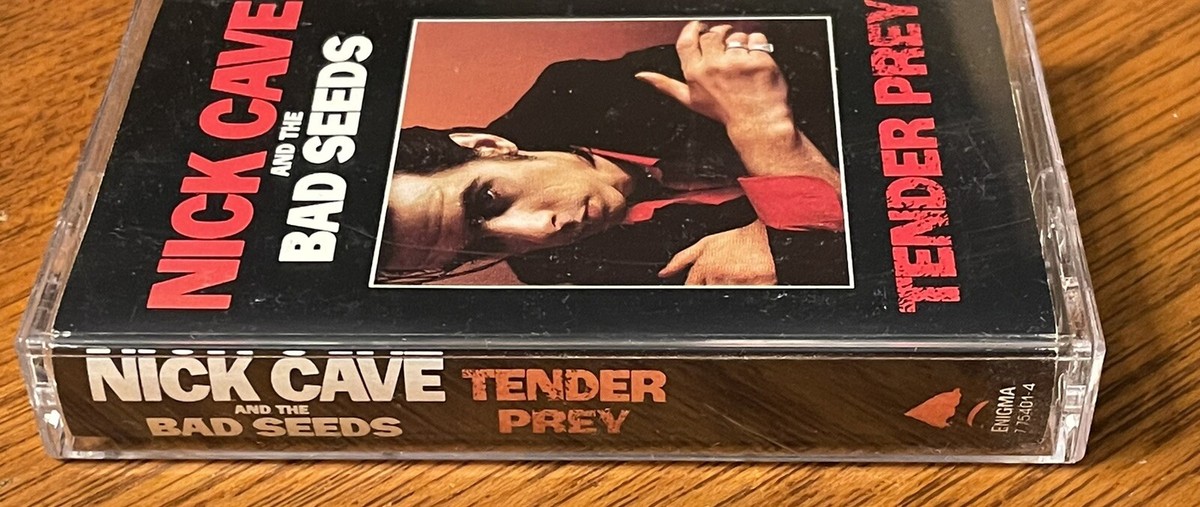 NICK CAVE
AND THE
BAD SEEDS
TENDER PREY
NICK CAVE
AND THE
BAD SEEDS
TENDER
PREY
ENIGMA
7 75401-4